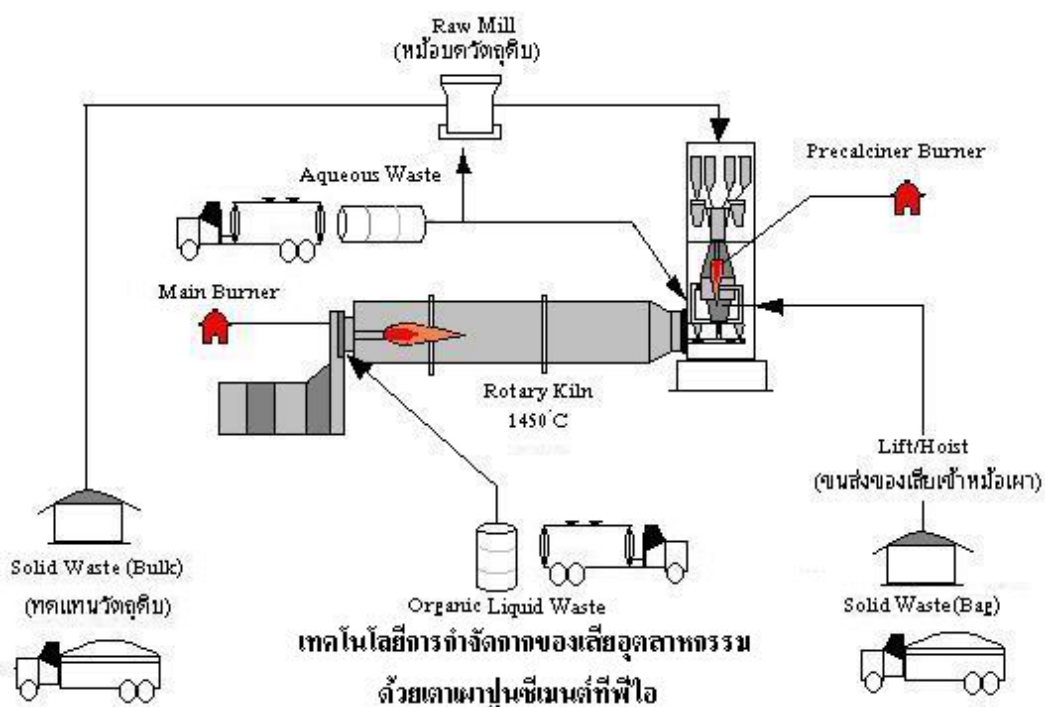 Raw Mill
(หม้อบดวัตถุดิบ)
Precalciner Burner
Aqueous Waste
Main Burner
Rotary Kiln
1450°C
Lift/Hoist
(ขนส่งของเสียเข้าหม้อเผา)
Solid Waste (Bulk)
(ทดแทนวัตถุดิบ)
Organic Liquid Waste
Solid Waste(Bag)
เทคโนโลยีการกำจัดกากของเสียอุตสาหกรรม
ด้วยเตาเผาปูนซีเมนต์ทีพีไอ